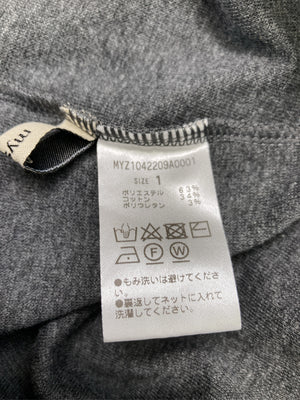 my
MYZ1042209A0001
SIZE 1
ポリエステル 63%
コットン 34%
ポリウレタン 3%
P F W
●もみ洗いは避けてくださ
い。
●裏返してネットに入れて
洗濯してください。